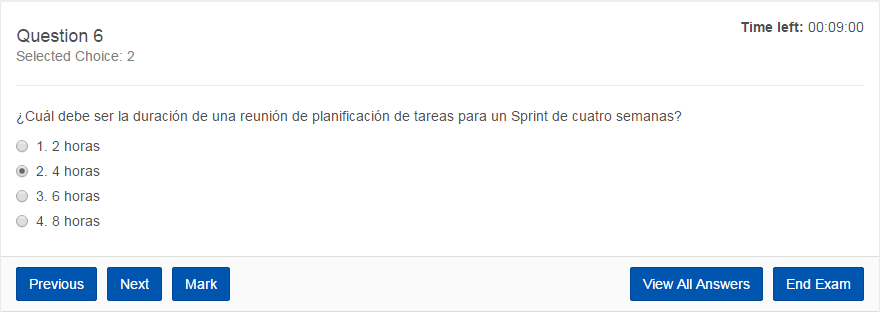 Question 6
Time left: 00:09:00
Selected Choice: 2
¿Cuál debe ser la duración de una reunión de planificación de tareas para un Sprint de cuatro semanas?
1. 2 horas
2. 4 horas
3. 6 horas
4. 8 horas
Previous Next Mark View All Answers End Exam